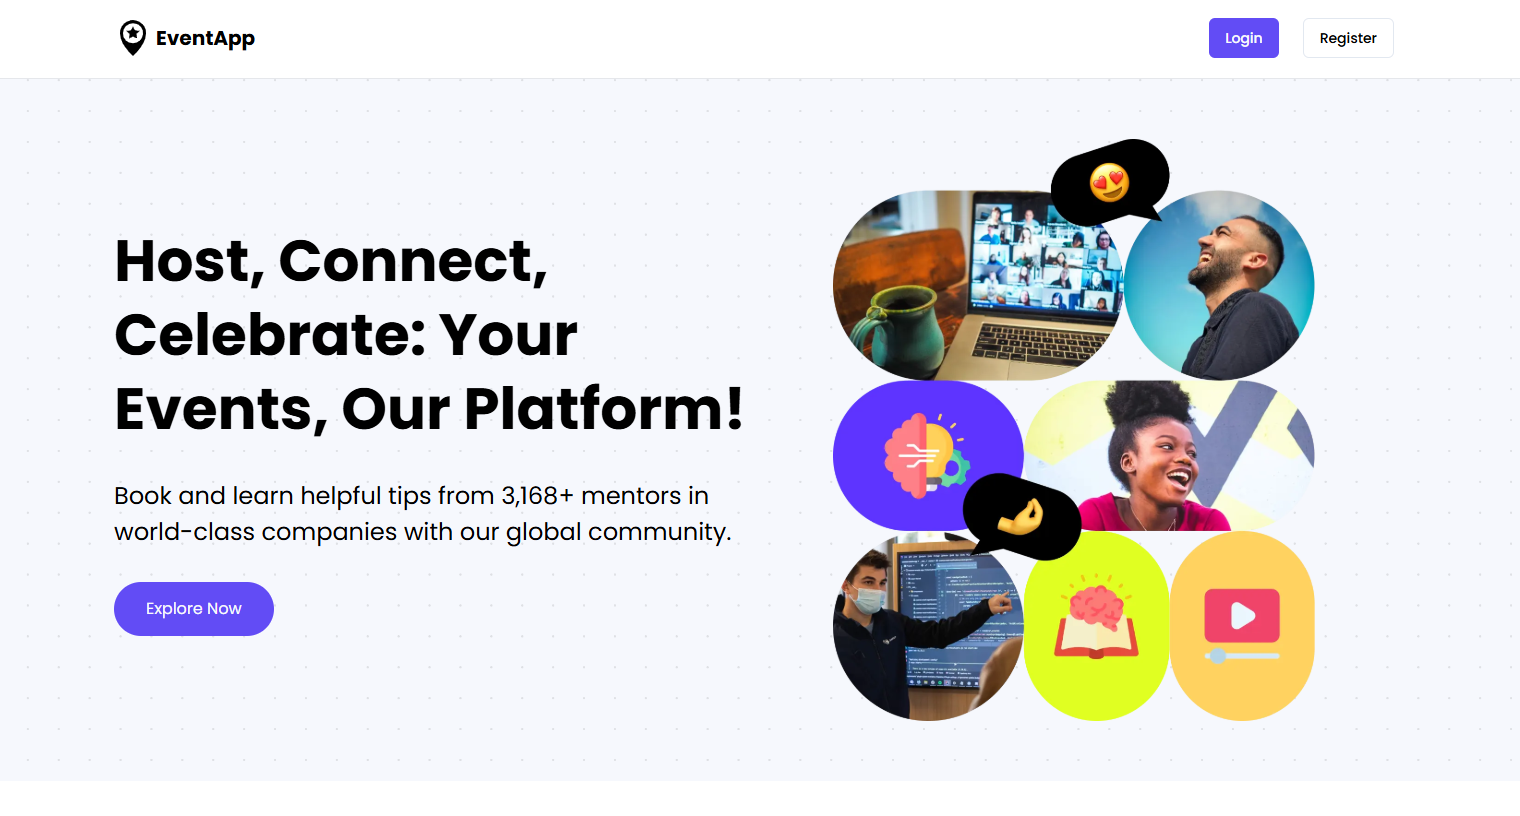 EventApp
Login
Register
Host, Connect,
Celebrate: Your
Events, Our Platform!
Book and learn helpful tips from 3,168+ mentors in
world-class companies with our global community.
Explore Now